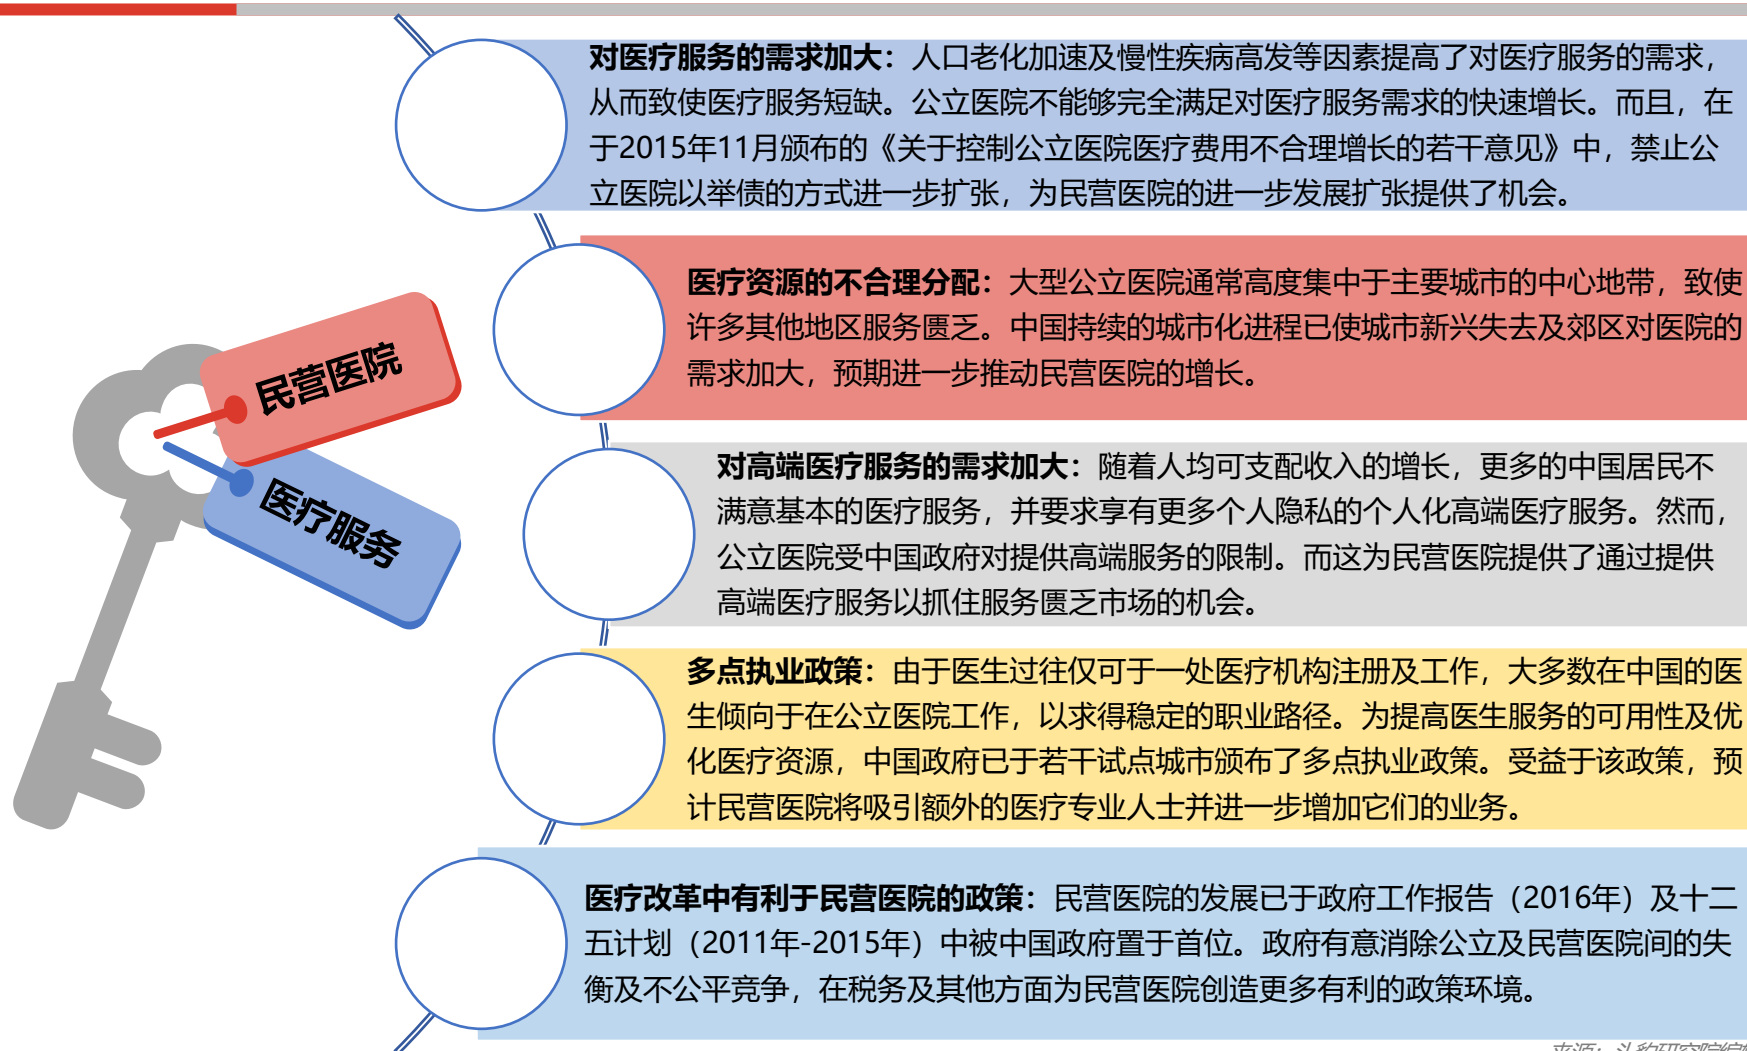 对医疗服务的需求加大：人口老化加速及慢性疾病高发等因素提高了对医疗服务的需求，
从而致使医疗服务短缺。公立医院不能够完全满足对医疗服务需求的快速增长。而且，在
于2015年11月颁布的《关于控制公立医院医疗费用不合理增长的若干意见》中，禁止公
立医院以举债的方式进一步扩张，为民营医院的进一步发展扩张提供了机会。
医疗资源的不合理分配：大型公立医院通常高度集中于主要城市的中心地带，致使
许多其他地区服务匮乏。中国持续的城市化进程已使城市新兴失去及郊区对医院的
需求加大，预期进一步推动民营医院的增长。
民营医院
医疗服务
对高端医疗服务的需求加大：随着人均可支配收入的增长，更多的中国居民不
满意基本的医疗服务，并要求享有更多个人隐私的个人化高端医疗服务。然而，
公立医院受中国政府对提供高端服务的限制。而这为民营医院提供了通过提供
高端医疗服务以抓住服务匮乏市场的机会。
多点执业政策：由于医生过往仅可于一处医疗机构注册及工作，大多数在中国的医
生倾向于在公立医院工作，以求得稳定的职业路径。为提高医生服务的可用性及优
化医疗资源，中国政府已于若干试点城市颁布了多点执业政策。受益于该政策，预
计民营医院将吸引额外的医疗专业人士并进一步增加它们的业务。
医疗改革中有利于民营医院的政策：民营医院的发展已于政府工作报告（2016年）及十二
五计划（2011年-2015年）中被中国政府置于首位。政府有意消除公立及民营医院间的失
衡及不公平竞争，在税务及其他方面为民营医院创造更多有利的政策环境。
来源：头豹研究院编